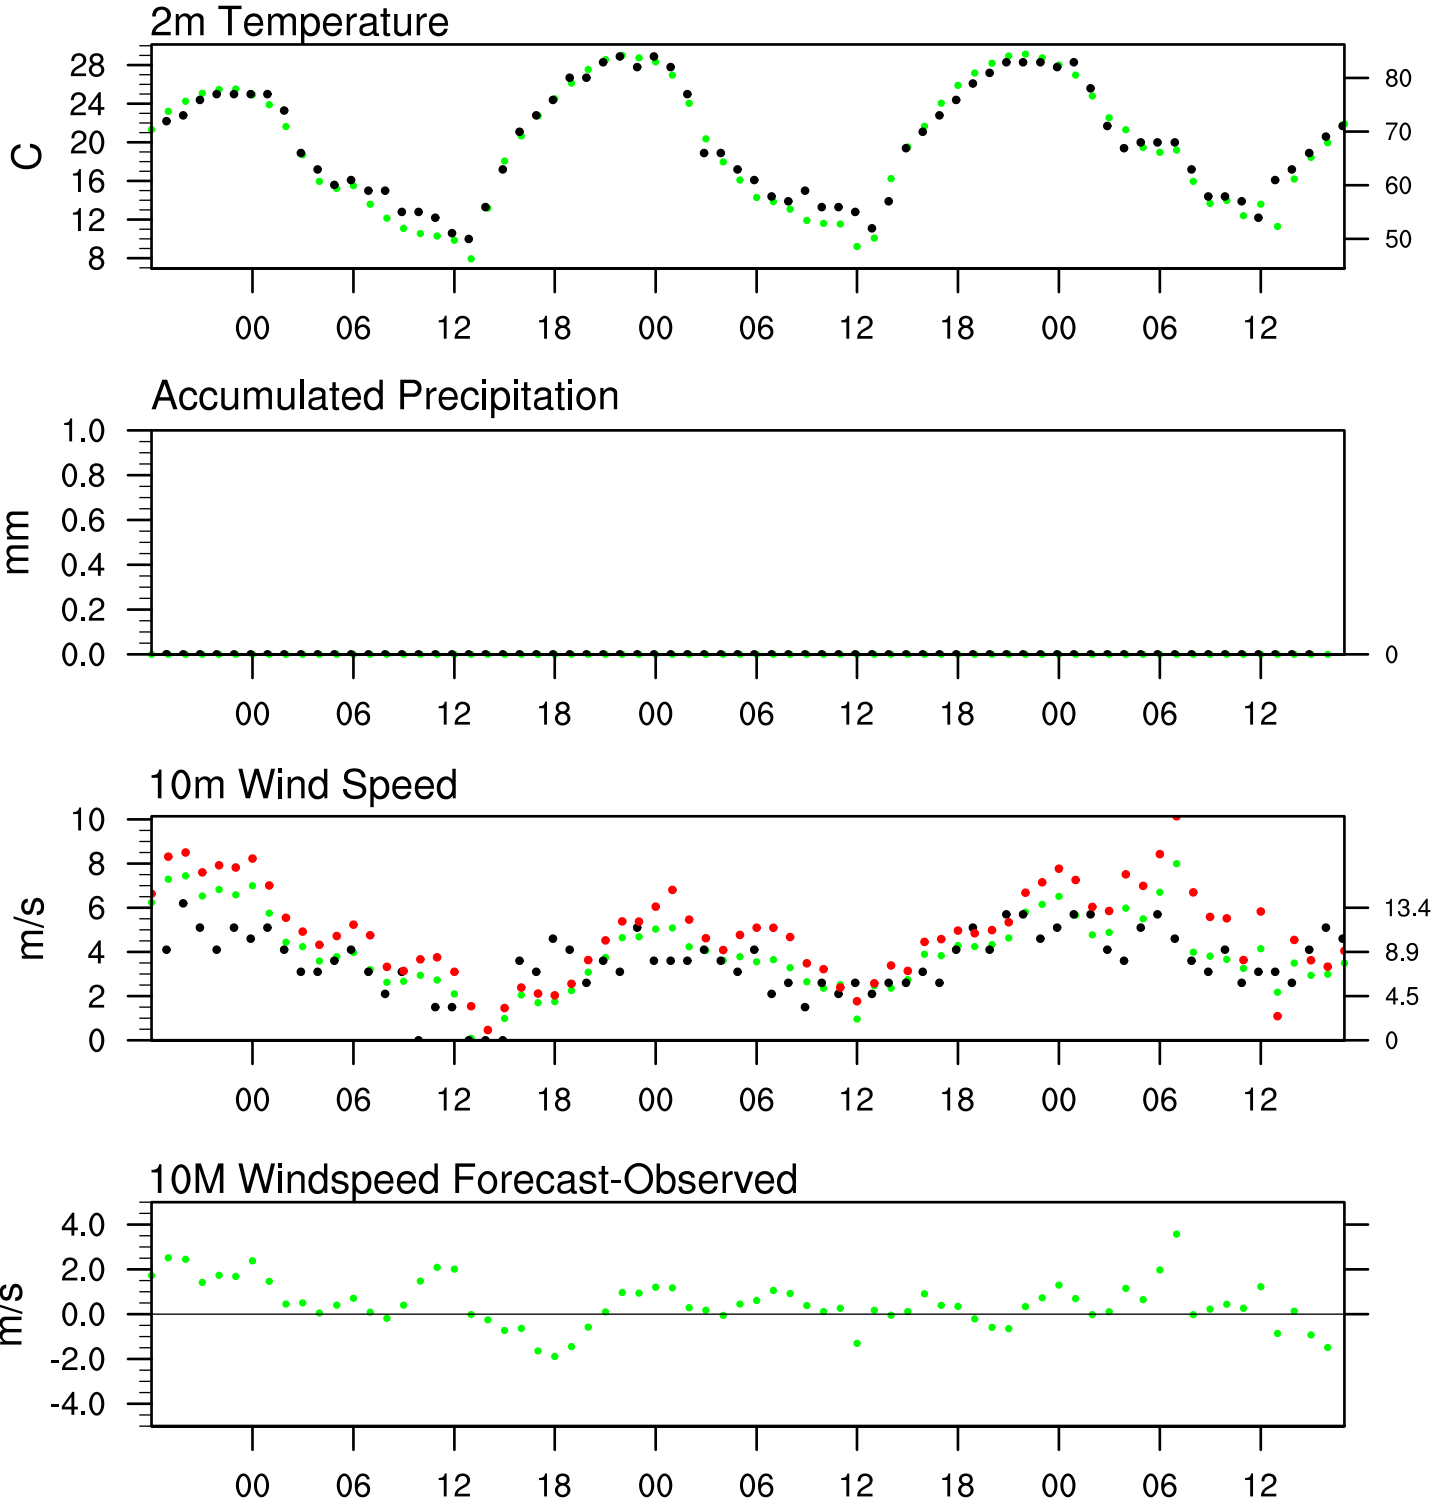 2m Temperature
28
24
20
16
12
8
C
80
70
60
50
00 06 12 18 00 06 12 18 00 06 12
Accumulated Precipitation
1.0
0.8
0.6
0.4
0.2
0.0
mm
0
00 06 12 18 00 06 12 18 00 06 12
10m Wind Speed
10
8
6
4
2
0
m/s
13.4
8.9
4.5
0
00 06 12 18 00 06 12 18 00 06 12
10M Windspeed Forecast-Observed
4.0
2.0
0.0
-2.0
-4.0
m/s
00 06 12 18 00 06 12 18 00 06 12